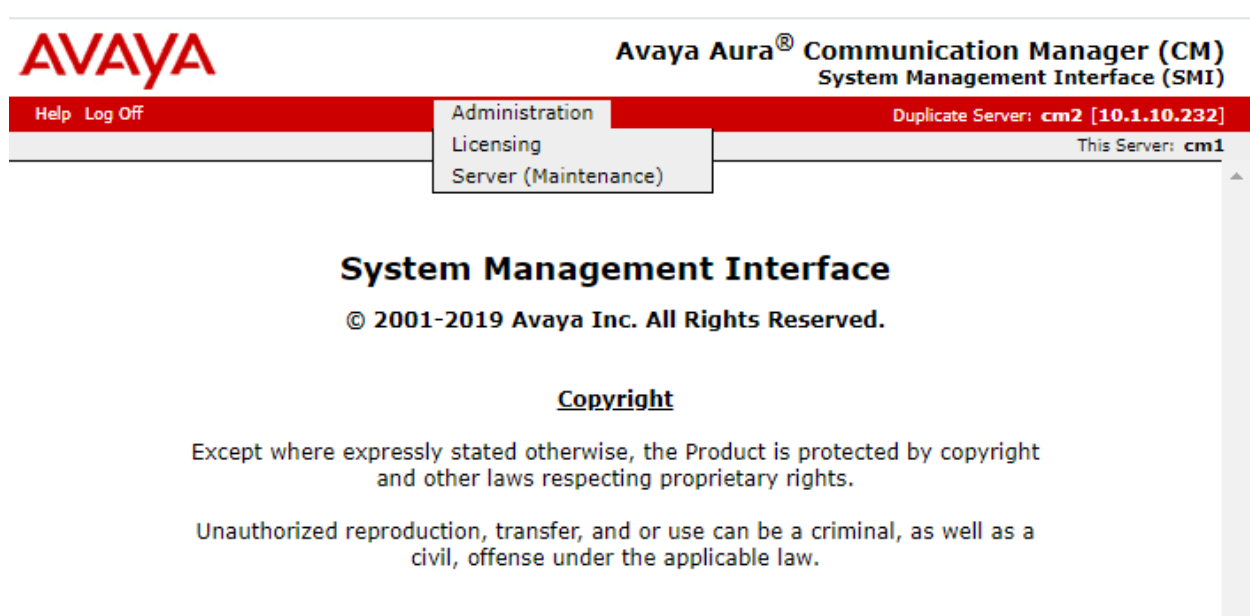 AVAYA
Avaya Aura® Communication Manager (CM)
System Management Interface (SMI)
Help Log Off
Administration
Duplicate Server: cm2 [10.1.10.232]
Licensing
This Server: cm1
Server (Maintenance)
System Management Interface
© 2001-2019 Avaya Inc. All Rights Reserved.
Copyright
Except where expressly stated otherwise, the Product is protected by copyright
and other laws respecting proprietary rights.
Unauthorized reproduction, transfer, and or use can be a criminal, as well as a
civil, offense under the applicable law.